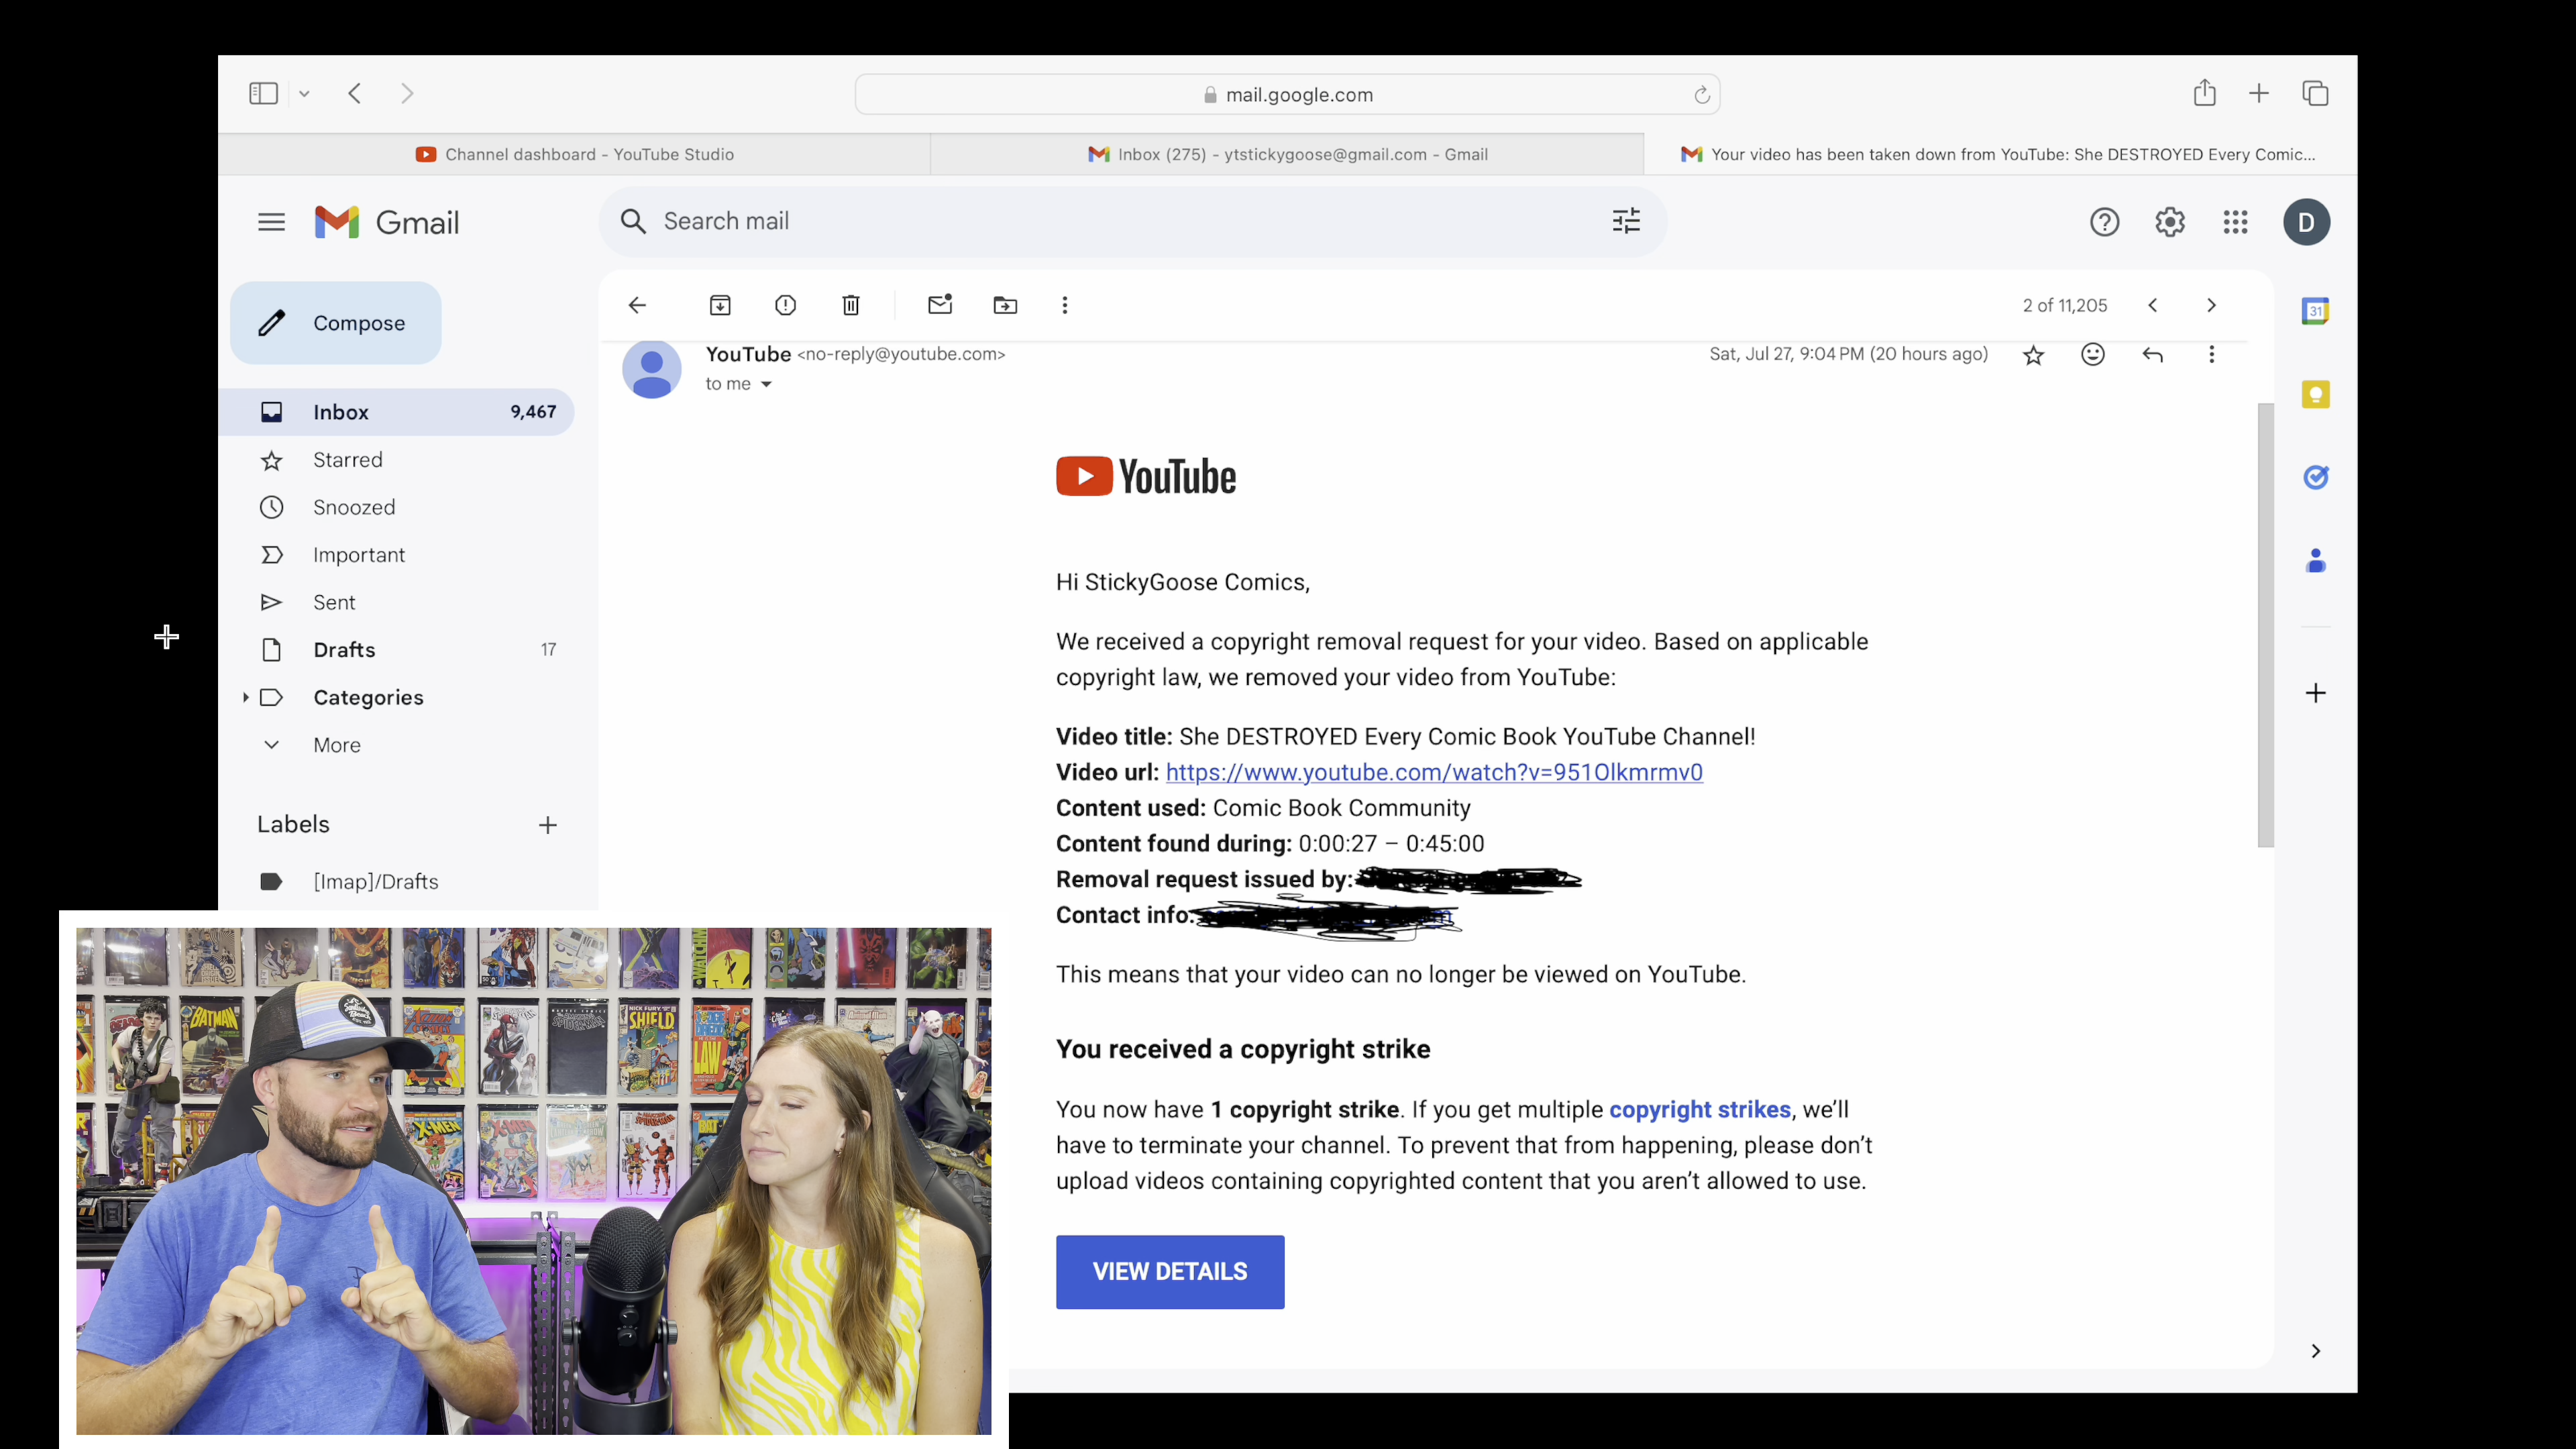 mail.google.com
Channel dashboard - YouTube Studio
Inbox (275) - ytstickygoose@gmail.com - Gmail
Your video has been taken down from YouTube: She DESTROYED Every Comic...
Gmail
Search mail
D
Compose
2 of 11,205
31
YouTube <no-reply@youtube.com>
Sat, Jul 27, 9:04 PM (20 hours ago)
to me
Inbox 9,467
Starred
Snoozed
Important
Sent
Drafts 17
Categories
More
Labels
[Imap]/Drafts
YouTube
Hi StickyGoose Comics,
We received a copyright removal request for your video. Based on applicable
copyright law, we removed your video from YouTube:
Video title: She DESTROYED Every Comic Book YouTube Channel!
Video url: https://www.youtube.com/watch?v=951Olkmrmv0
Content used: Comic Book Community
Content found during: 0:00:27 – 0:45:00
Removal request issued by:
Contact info:
This means that your video can no longer be viewed on YouTube.
You received a copyright strike
You now have 1 copyright strike. If you get multiple copyright strikes, we’ll
have to terminate your channel. To prevent that from happening, please don’t
upload videos containing copyrighted content that you aren’t allowed to use.
VIEW DETAILS
WATCHM
BATMAN
SHIELD
LAW
X-MEN
X-MEN